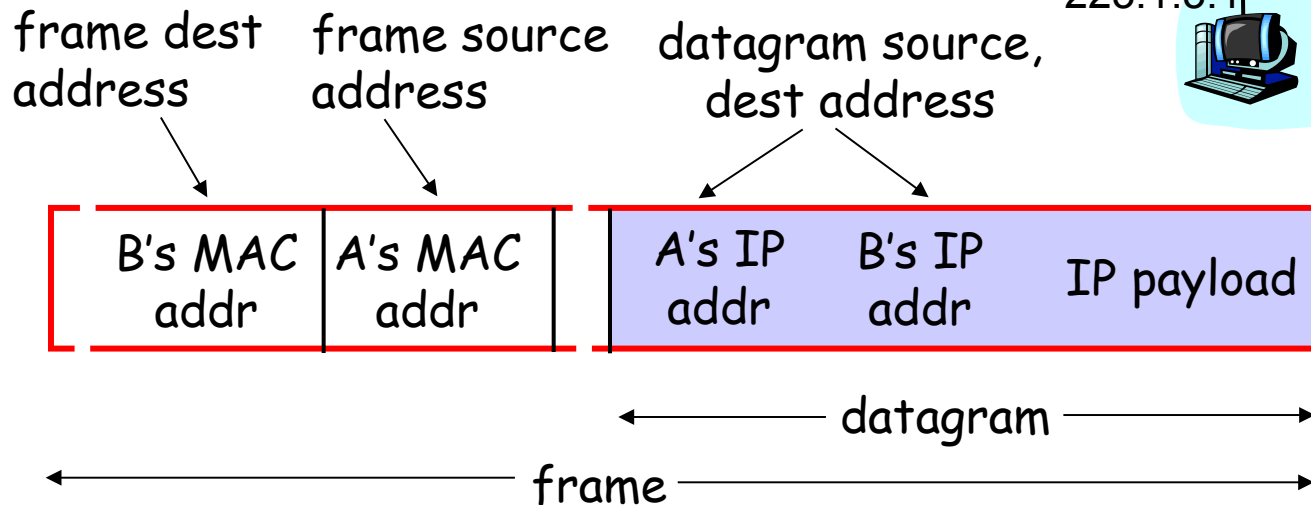 frame dest
address
frame source
address
datagram source,
dest address
B's MAC
addr
A's MAC
addr
A's IP
addr
B's IP
addr
IP payload
datagram
frame